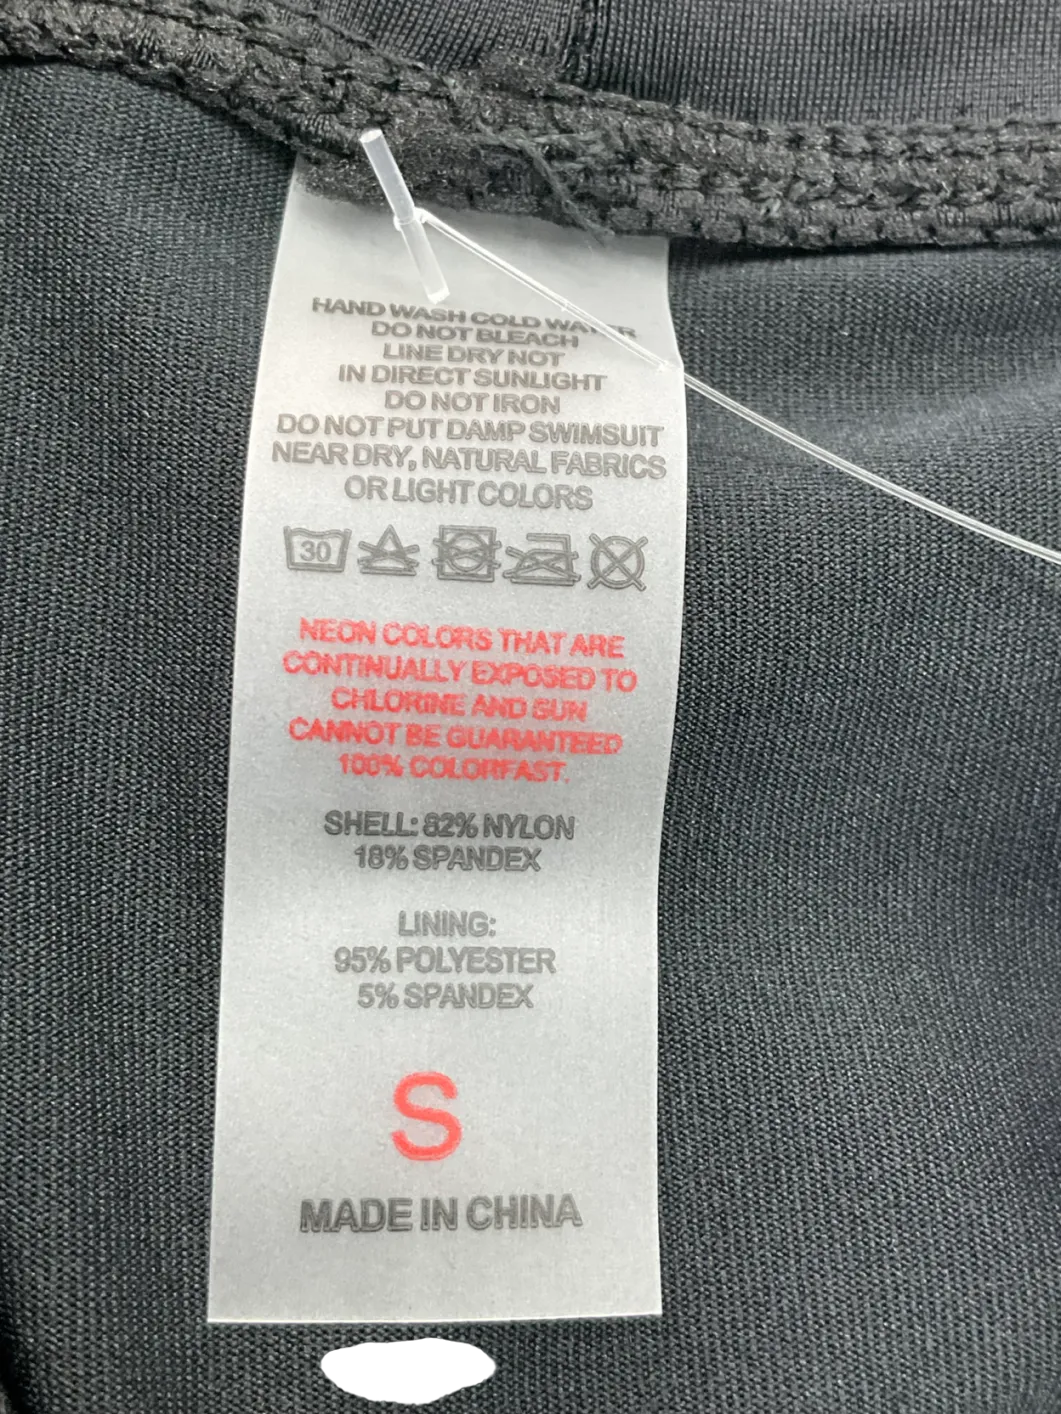 HAND WASH COLD WATER
DO NOT BLEACH
LINE DRY NOT
IN DIRECT SUNLIGHT
DO NOT IRON
DO NOT PUT DAMP SWIMSUIT
NEAR DRY, NATURAL FABRICS
OR LIGHT COLORS
30
NEON COLORS THAT ARE
CONTINUALLY EXPOSED TO
CHLORINE AND SUN
CANNOT BE GUARANTEED
100% COLORFAST.
SHELL: 82% NYLON
18% SPANDEX
LINING:
95% POLYESTER
5% SPANDEX
S
MADE IN CHINA